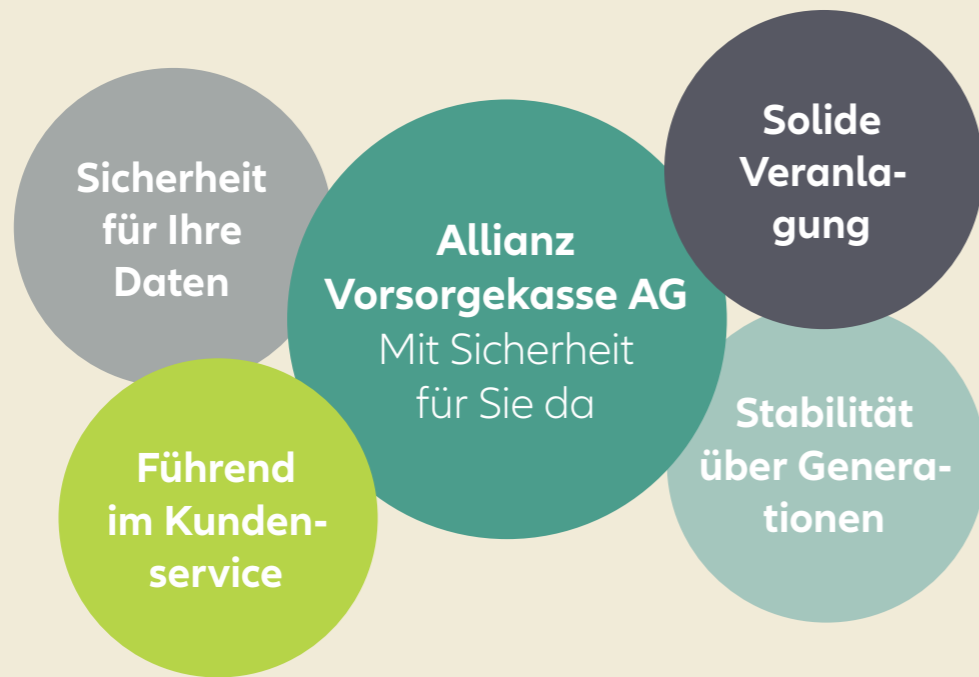 Sicherheit
für Ihre
Daten
Allianz
Vorsorgekasse AG
Mit Sicherheit
für Sie da
Solide
Veranla-
gung
Führend
im Kunden-
service
Stabilität
über Genera-
tionen